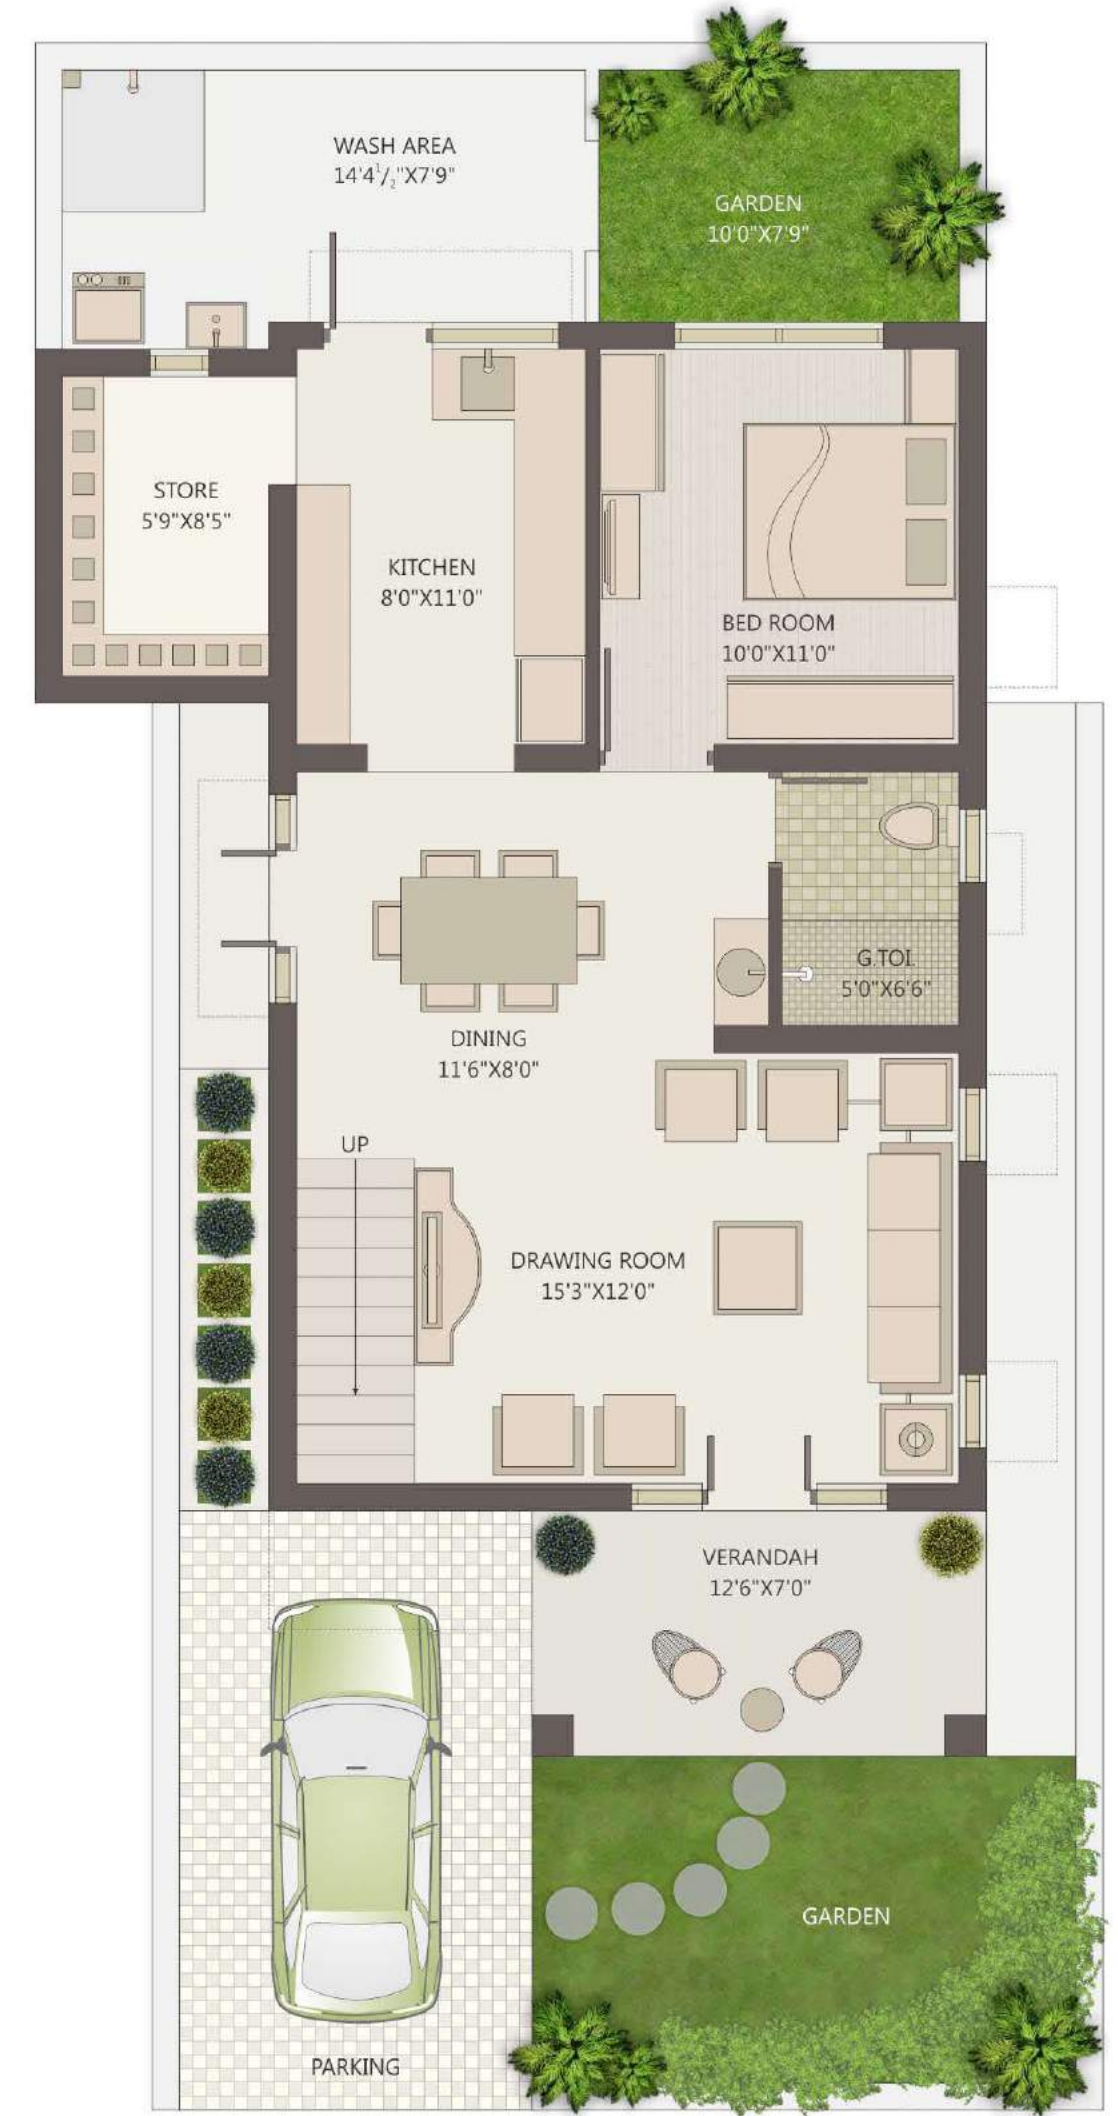 WASH AREA
14'4 1/2"X7'9"
GARDEN
10'0"X7'9"
STORE
5'9"X8'5"
KITCHEN
8'0"X11'0"
BED ROOM
10'0"X11'0"
G.TOI.
5'0"X6'6"
DINING
11'6"X8'0"
UP
DRAWING ROOM
15'3"X12'0"
VERANDAH
12'6"X7'0"
GARDEN
PARKING